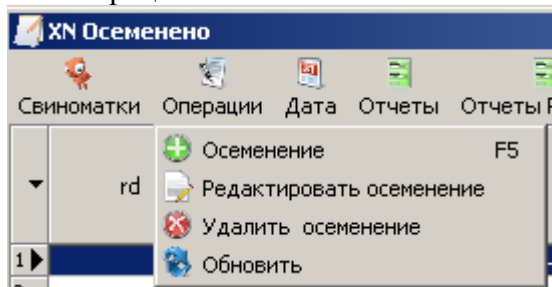 XN Осеменено
Свиноматки Операции Дата Отчеты Отчеты
Осеменение F5
rd Редактировать осеменение
Удалить осеменение
1 Обновить